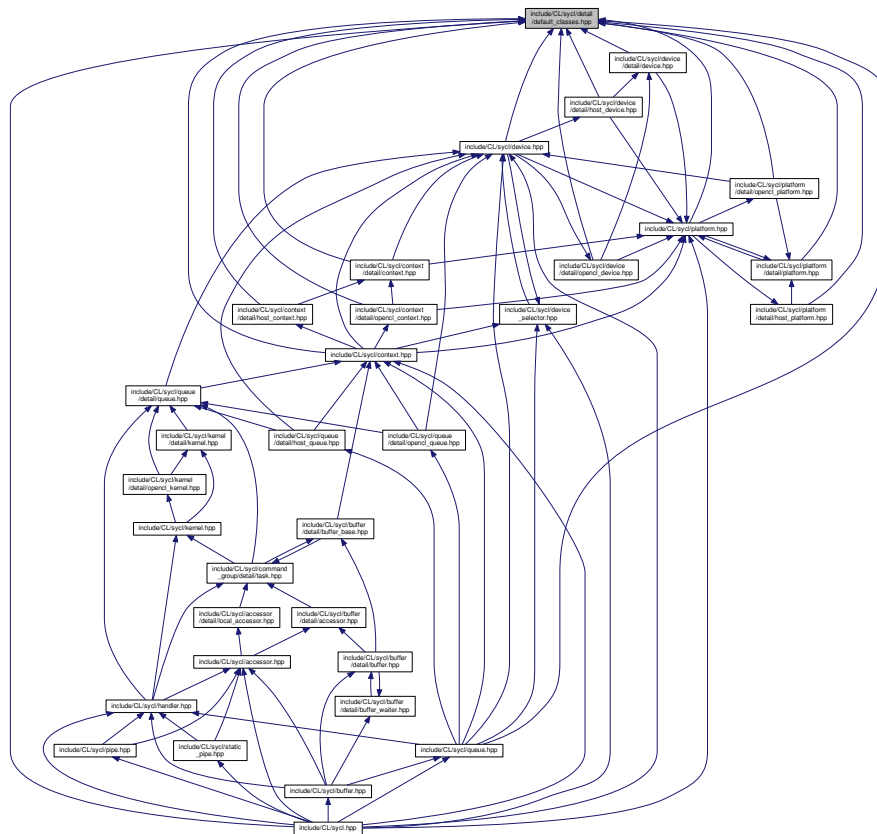 include/CL/sycl/detail
/default_classes.hpp
include/CL/sycl/device
/detail/device.hpp
include/CL/sycl/device
/detail/host_device.hpp
include/CL/sycl/device.hpp
include/CL/sycl/platform
/detail/opencl_platform.hpp
include/CL/sycl/platform.hpp
include/CL/sycl/context
/detail/context.hpp
include/CL/sycl/device
/detail/opencl_device.hpp
include/CL/sycl/platform
/detail/platform.hpp
include/CL/sycl/context
/detail/host_context.hpp
include/CL/sycl/context
/detail/opencl_context.hpp
include/CL/sycl/device
_selector.hpp
include/CL/sycl/platform
/detail/host_platform.hpp
include/CL/sycl/context.hpp
include/CL/sycl/queue
/detail/queue.hpp
include/CL/sycl/kernel
/detail/kernel.hpp
include/CL/sycl/queue
/detail/host_queue.hpp
include/CL/sycl/queue
/detail/opencl_queue.hpp
include/CL/sycl/kernel
/detail/opencl_kernel.hpp
include/CL/sycl/kernel.hpp
include/CL/sycl/buffer
/detail/buffer_base.hpp
include/CL/sycl/command
_group/detail/task.hpp
include/CL/sycl/accessor
/detail/local_accessor.hpp
include/CL/sycl/buffer
/detail/accessor.hpp
include/CL/sycl/accessor.hpp
include/CL/sycl/buffer
/detail/buffer.hpp
include/CL/sycl/handler.hpp
include/CL/sycl/buffer
/detail/buffer_waiter.hpp
include/CL/sycl/pipe.hpp
include/CL/sycl/static
_pipe.hpp
include/CL/sycl/queue.hpp
include/CL/sycl/buffer.hpp
include/CL/sycl.hpp